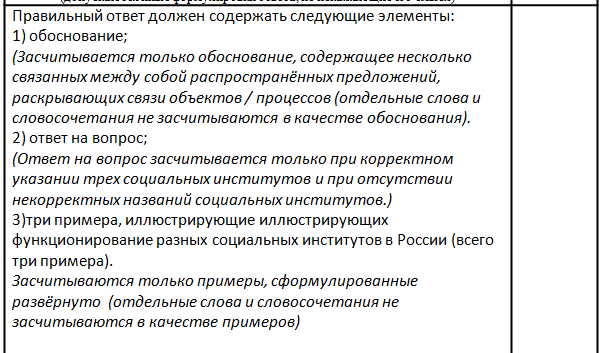 Правильный ответ должен содержать следующие элементы:
1) обоснование;
(Засчитывается только обоснование, содержащее несколько
связанных между собой распространённых предложений,
раскрывающих связи объектов / процессов (отдельные слова и
словосочетания не засчитываются в качестве обоснования).
2) ответ на вопрос;
(Ответ на вопрос засчитывается только при корректном
указании трех социальных институтов и при отсутствии
некорректных названий социальных институтов.)
3)три примера, иллюстрирующие иллюстрирующих
функционирование разных социальных институтов в России (всего
три примера).
Засчитываются только примеры, сформулированные
развёрнуто (отдельные слова и словосочетания не
засчитываются в качестве примеров)